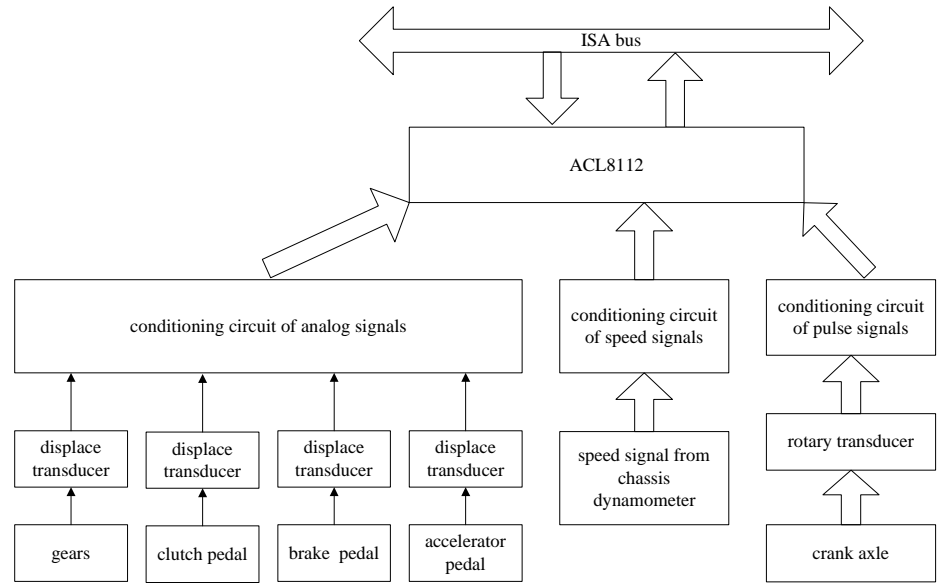 ISA bus
ACL8112
conditioning circuit of analog signals
conditioning circuit
of speed signals
conditioning circuit
of pulse signals
displace
transducer
displace
transducer
displace
transducer
displace
transducer
speed signal from
chassis
dynamometer
rotary transducer
gears
clutch pedal
brake pedal
accelerator
pedal
crank axle